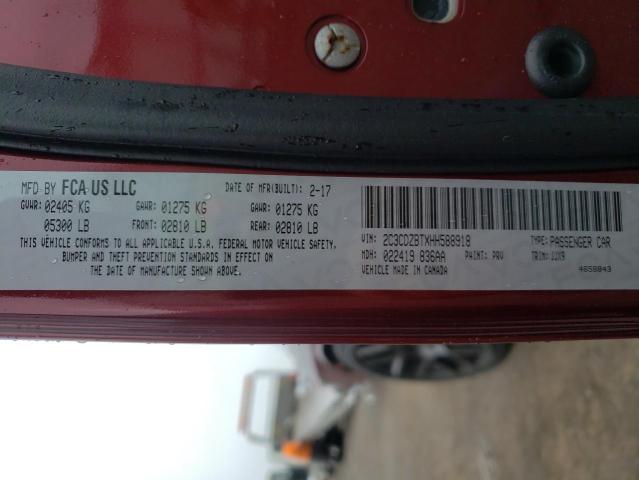 MFD BY FCA US LLC DATE OF MFR(BUILT): 2-17
GVWR: 02405 KG GAWR: 01275 KG GAWR: 01275 KG
05300 LB FRONT: 02810 LB REAR: 02810 LB
THIS VEHICLE CONFORMS TO ALL APPLICABLE U.S.A. FEDERAL MOTOR VEHICLE SAFETY,
BUMPER AND THEFT PREVENTION STANDARDS IN EFFECT ON
THE DATE OF MANUFACTURE SHOWN ABOVE.
VIN: 2C3CDZBTXHH588918 TYPE: PASSENGER CAR
MDH: 022419 836AA PAINT: PRV TRIM: IJX9
VEHICLE MADE IN CANADA 4658843